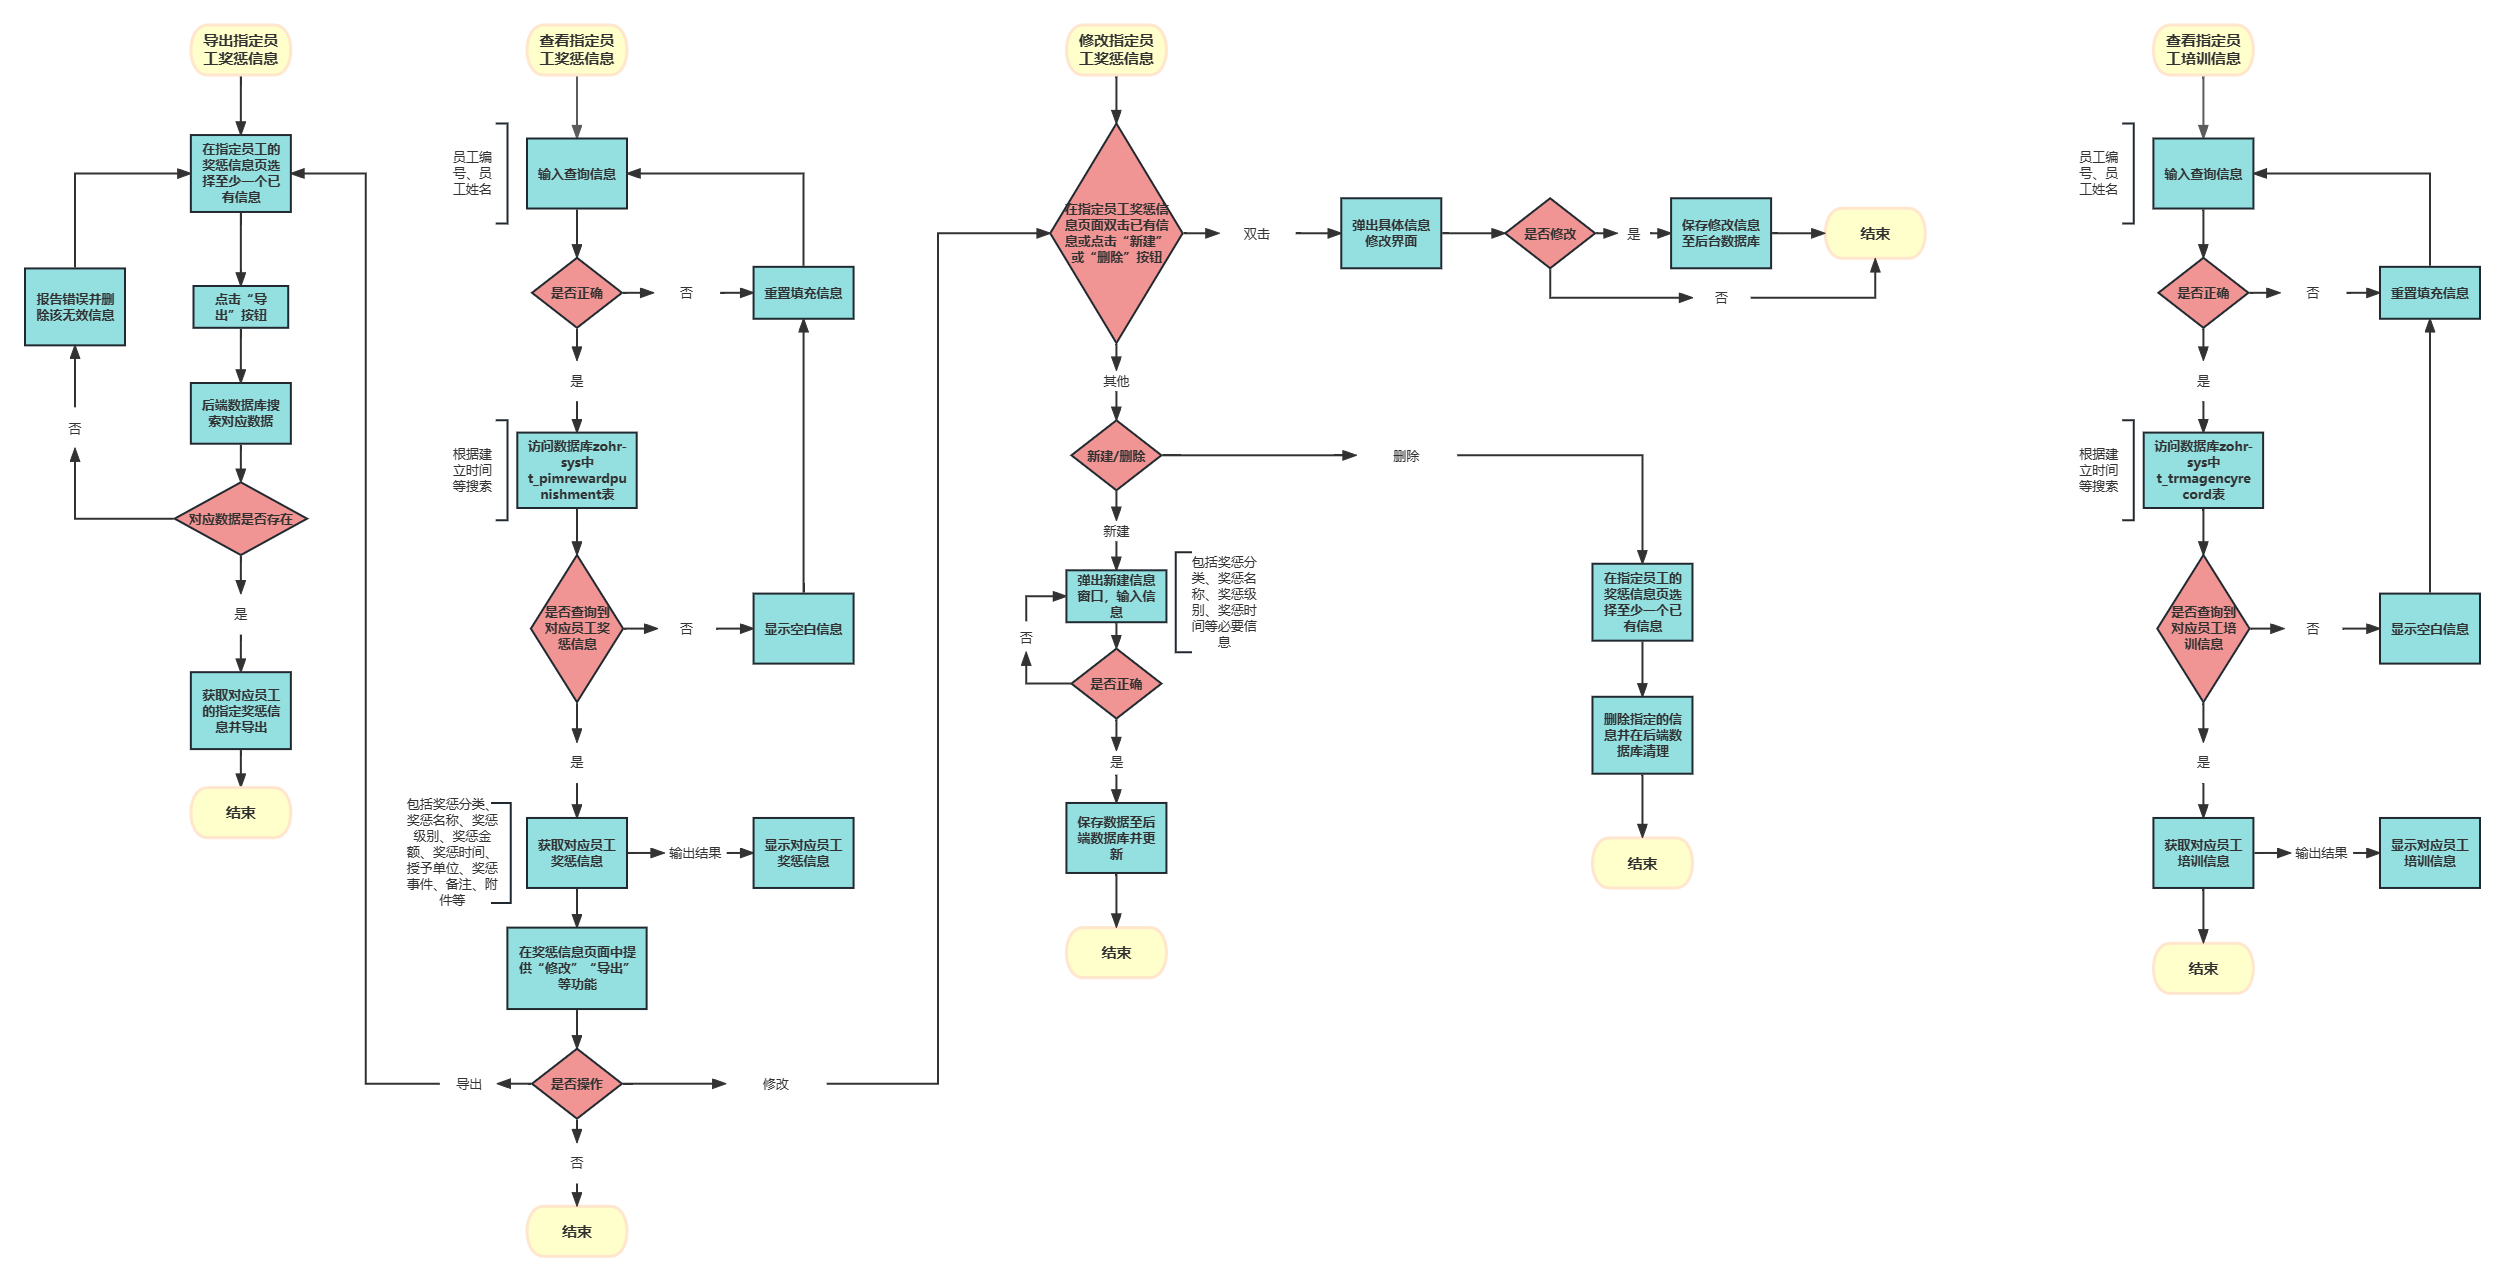 导出指定员
工奖惩信息
在指定员工的
奖惩信息页选
择至少一个已
有信息
报告错误并删
除该无效信息
点击“导
出”按钮
后端数据库搜
索对应数据
否
对应数据是否存在
是
获取对应员工
的指定奖惩信
息并导出
结束
查看指定员
工奖惩信息
员工编
号、员
工姓名
输入查询信息
是否正确
否
重置填充信息
是
根据建
立时间
等搜索
访问数据库zohr-
sys中
t_pimrewardpu
nishment表
是否查询到
对应员工奖
惩信息
否
显示空白信息
是
包括奖惩分类、
奖惩名称、奖惩
级别、奖惩金
额、奖惩时间、
授予单位、奖惩
事件、备注、附
件等
获取对应员工
奖惩信息
输出结果
显示对应员工
奖惩信息
在奖惩信息页面中提
供“修改”“导出”
等功能
导出
是否操作
修改
否
结束
修改指定员
工奖惩信息
在指定员工奖惩信
息页面双击已有信
息或点击“新建”
或“删除”按钮
双击
弹出具体信息
修改界面
是否修改
是
保存修改信息
至后台数据库
结束
否
其他
新建/删除
删除
新建
弹出新建信息
窗口，输入信
息
包括奖惩分
类、奖惩名
称、奖惩级
别、奖惩时
间等必要信
息
否
是否正确
是
保存数据至后
端数据库并更
新
结束
在指定员工的
奖惩信息页选
择至少一个已
有信息
删除指定的信
息并在后端数
据库清理
结束
查看指定员
工培训信息
员工编
号、员
工姓名
输入查询信息
是否正确
否
重置填充信息
是
根据建
立时间
等搜索
访问数据库zohr-
sys中
t_trmagencyre
cord表
是否查询到
对应员工培
训信息
否
显示空白信息
是
获取对应员工
培训信息
输出结果
显示对应员工
培训信息
结束